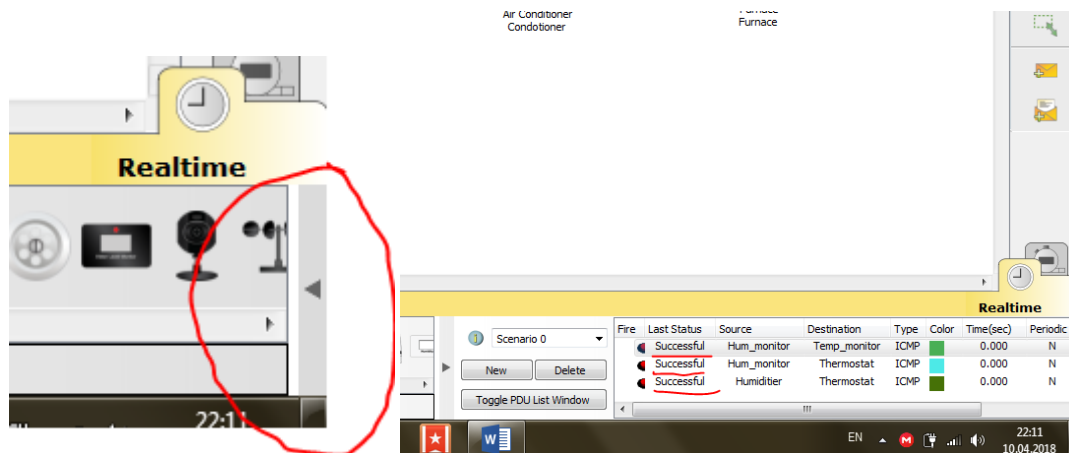 Air Conditioner
Condotioner
Furnace
Realtime
22:11
Realtime
Scenario 0
New Delete
Toggle PDU List Window
Fire Last Status Source Destination Type Color Time(sec) Periodic
Successful Hum_monitor Temp_monitor ICMP 0.000 N
Successful Hum_monitor Thermostat ICMP 0.000 N
Successful Humiditier Thermostat ICMP 0.000 N
EN
22:11
10.04.2018